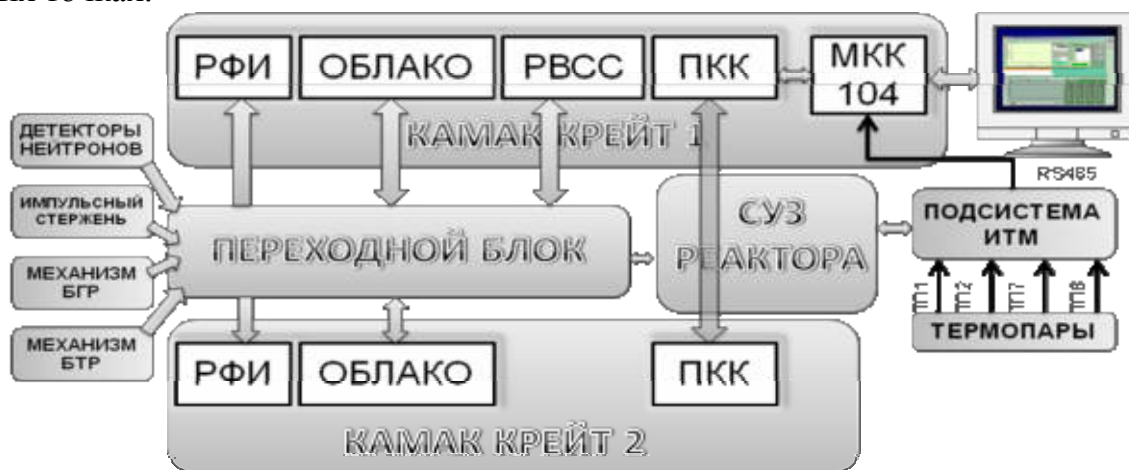 РФИ
ОБЛАКО
РВСС
ПКК
МКК
104
КАМАК КРЕЙТ 1
ДЕТЕКТОРЫ
НЕЙТРОНОВ
ИМПУЛЬСНЫЙ
СТЕРЖЕНЬ
МЕХАНИЗМ
БГР
МЕХАНИЗМ
БТР
ПЕРЕХОДНОЙ БЛОК
СУЗ
РЕАКТОРА
RS485
ПОДСИСТЕМА
ИТМ
ТП1
ТП2
ТП7
ТП8
ТЕРМОПАРЫ
РФИ
ОБЛАКО
ПКК
КАМАК КРЕЙТ 2